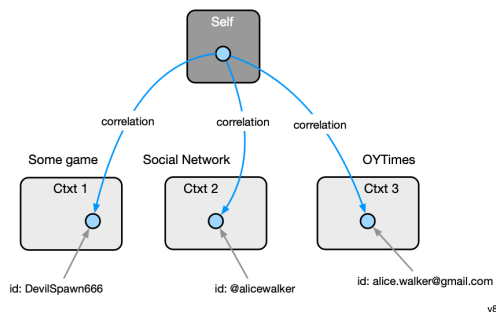 Self
correlation
correlation
correlation
Some game
Social Network
OYTimes
Ctxt 1
Ctxt 2
Ctxt 3
id: DevilSpawn666
id: @alicewalker
id: alice.walker@gmail.com
v8